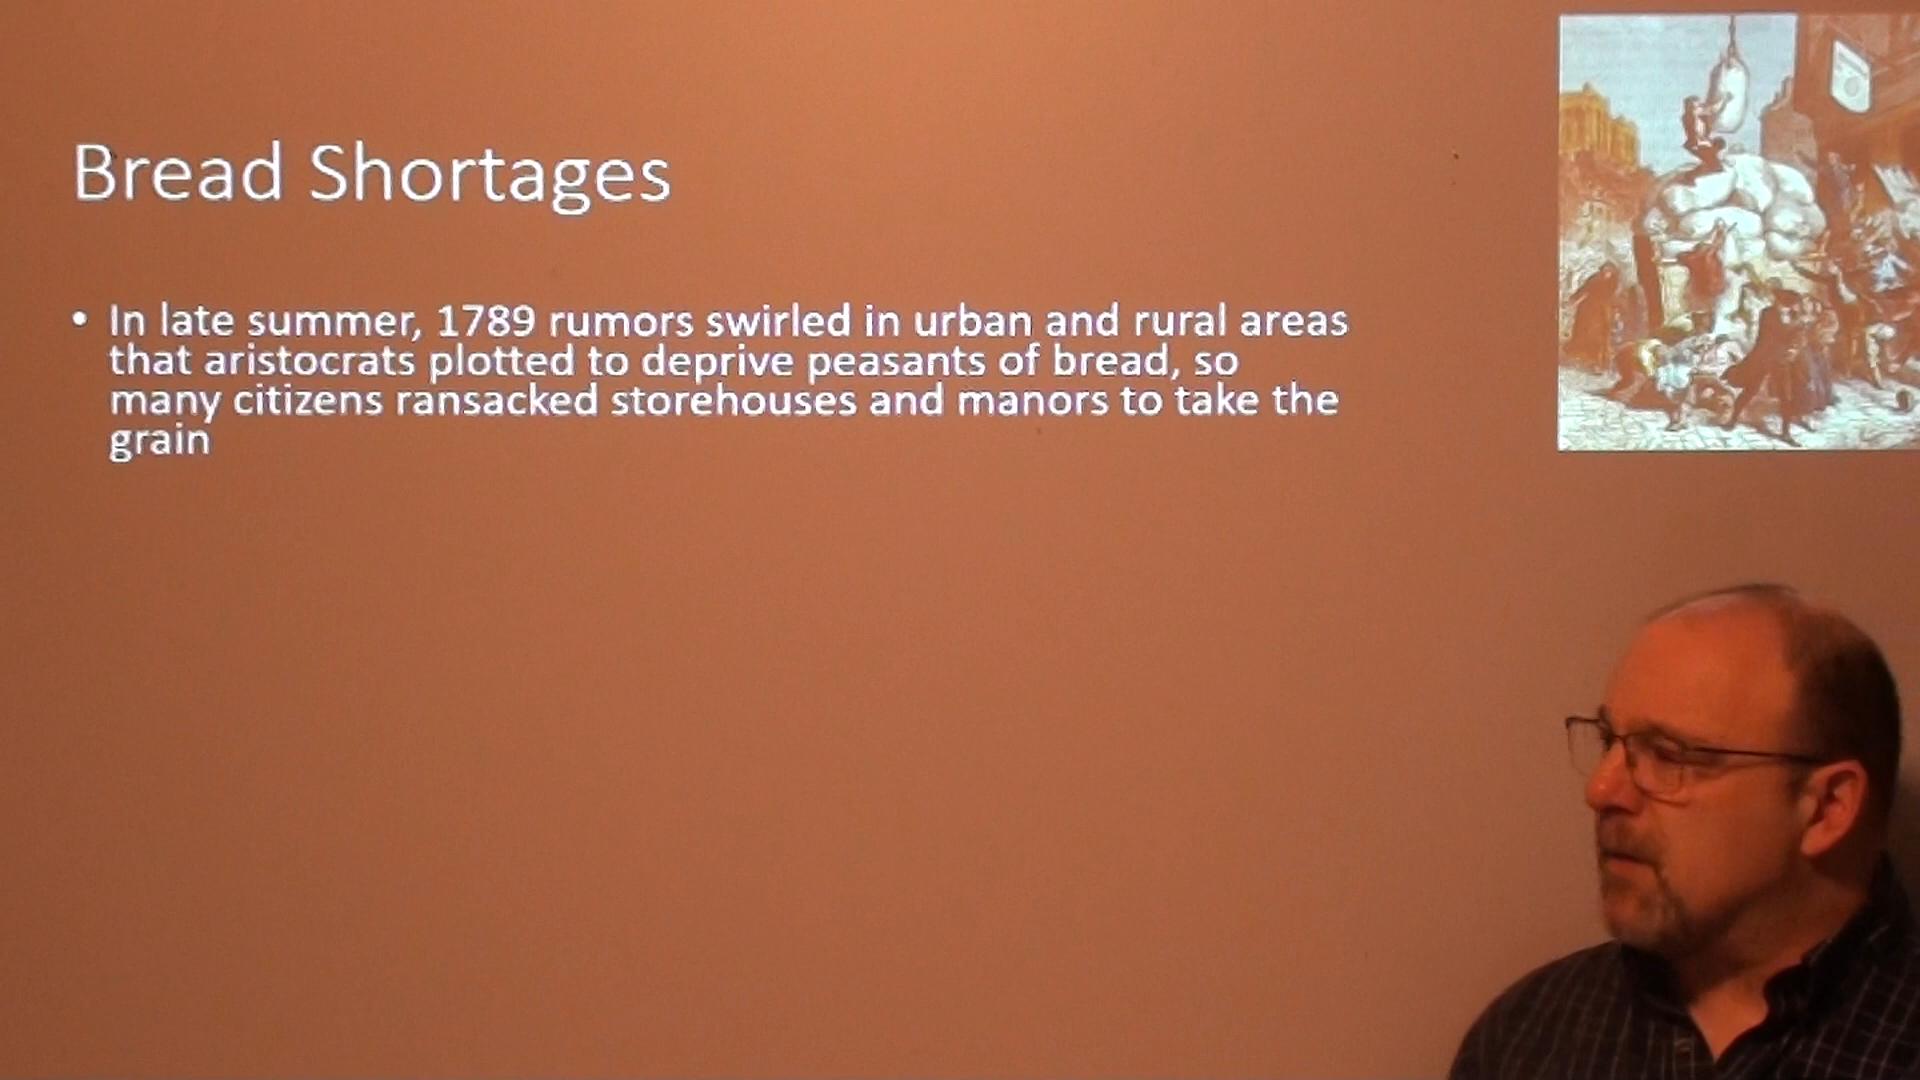 Bread Shortages
• In late summer, 1789 rumors swirled in urban and rural areas
that aristocrats plotted to deprive peasants of bread, so
many citizens ransacked storehouses and manors to take the
grain